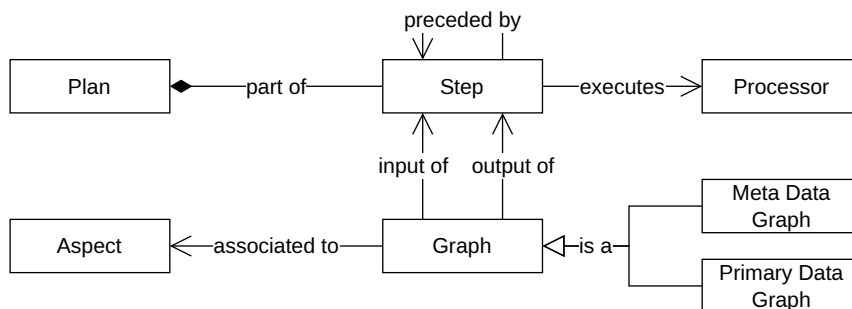 preceded by
Plan
part of
Step
executes
Processor
input of
output of
Meta Data
Graph
Aspect
associated to
Graph
is a
Primary Data
Graph